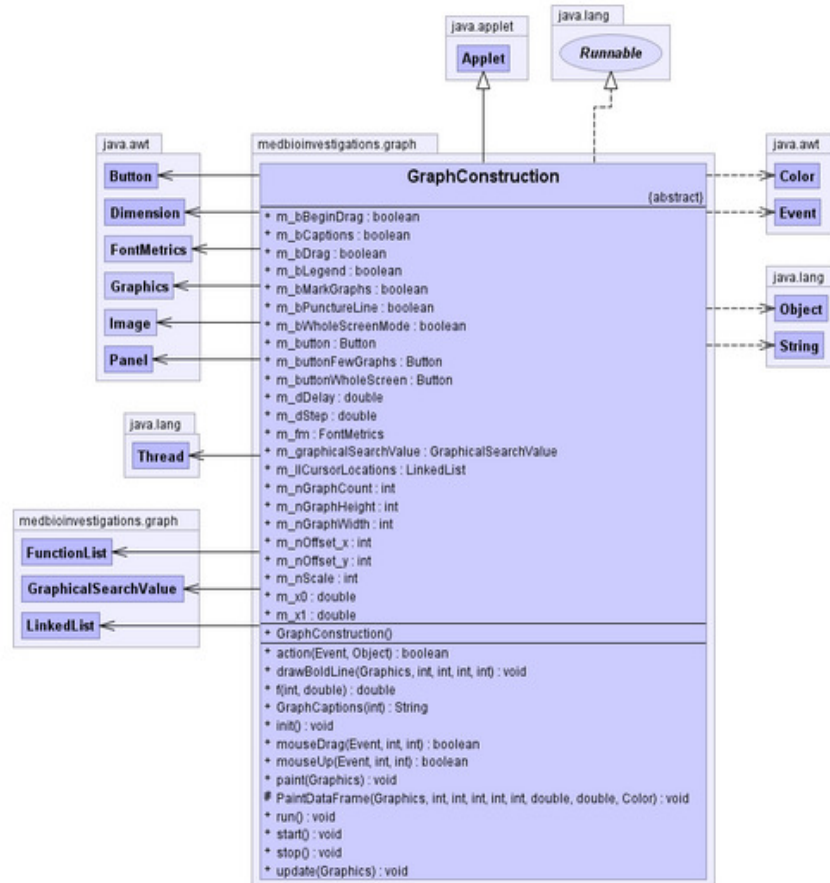 java.applet
Applet
java.lang
Runnable
java.awt
Button
Dimension
FontMetrics
Graphics
Image
Panel
java.lang
Thread
medbioinvestigations.graph
FunctionList
GraphicalSearchValue
LinkedList
medbioinvestigations.graph
GraphConstruction
{abstract}
* m_bBeginDrag : boolean
* m_bCaptions : boolean
* m_bDrag : boolean
* m_bLegend : boolean
* m_bMarkGraphs : boolean
* m_bPunctureLine : boolean
* m_bWholeScreenMode : boolean
* m_button : Button
* m_buttonFewGraphs : Button
* m_buttonWholeScreen : Button
* m_dDelay : double
* m_dStep : double
* m_fm : FontMetrics
* m_graphicalSearchValue : GraphicalSearchValue
* m_llCursorLocations : LinkedList
* m_nGraphCount : int
* m_nGraphHeight : int
* m_nGraphWidth : int
* m_nOffset_x : int
* m_nOffset_y : int
* m_nScale : int
* m_x0 : double
* m_x1 : double
+ GraphConstruction()
+ action(Event, Object) : boolean
+ drawBoldLine(Graphics, int, int, int, int) : void
+ f(int, double) : double
+ GraphCaptions(int) : String
+ init() : void
+ mouseDrag(Event, int, int) : boolean
+ mouseUp(Event, int, int) : boolean
+ paint(Graphics) : void
# PaintDataFrame(Graphics, int, int, int, int, int, double, double, Color) : void
+ run() : void
+ start() : void
+ stop() : void
+ update(Graphics) : void
java.awt
Color
Event
java.lang
Object
String